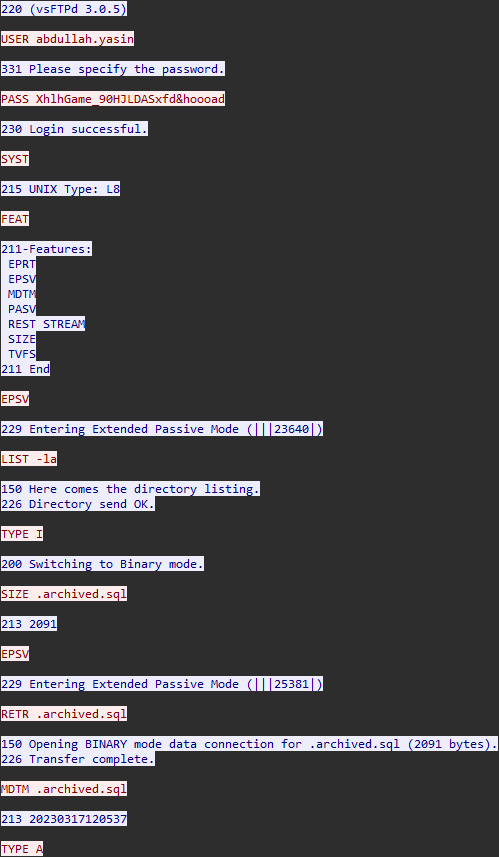 220 (vsFTPd 3.0.5)
USER abdullah.yasin
331 Please specify the password.
PASS XhlhGame_90HJLDASxfd&hoooad
230 Login successful.
SYST
215 UNIX Type: L8
FEAT
211-Features:
EPRT
EPSV
MDTM
PASV
REST STREAM
SIZE
TVFS
211 End
EPSV
229 Entering Extended Passive Mode (|||23640|)
LIST -la
150 Here comes the directory listing.
226 Directory send OK.
TYPE I
200 Switching to Binary mode.
SIZE .archived.sql
213 2091
EPSV
229 Entering Extended Passive Mode (|||25381|)
RETR .archived.sql
150 Opening BINARY mode data connection for .archived.sql (2091 bytes).
226 Transfer complete.
MDTM .archived.sql
213 20230317120537
TYPE A